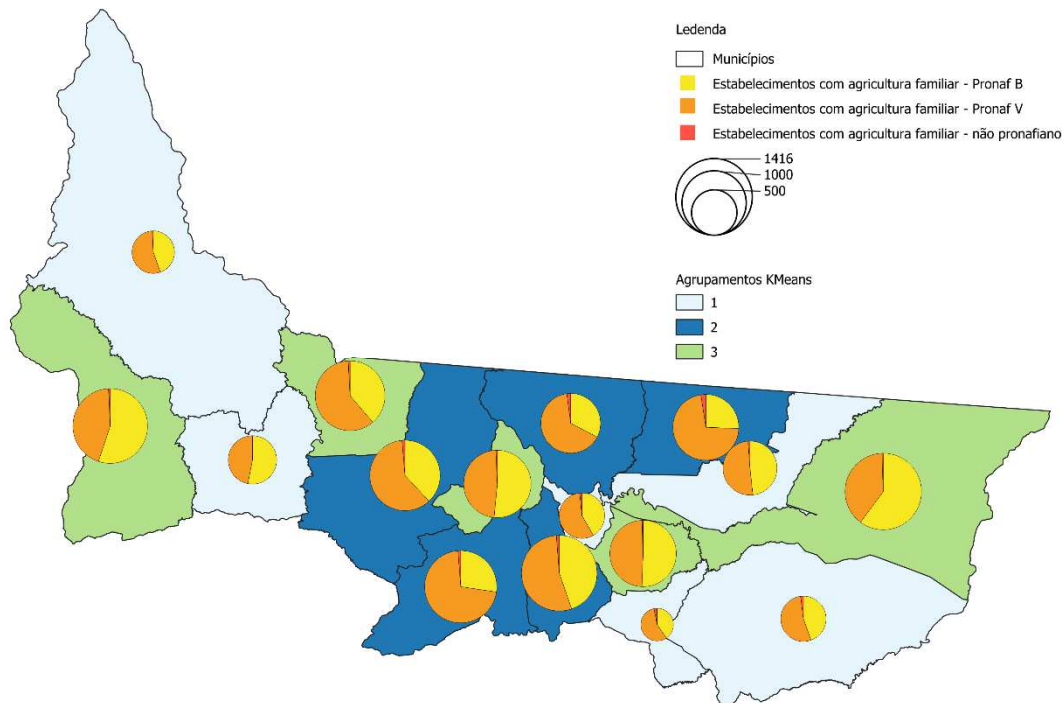 Ledenda
Municípios
Estabelecimentos com agricultura familiar - Pronaf B
Estabelecimentos com agricultura familiar - Pronaf V
Estabelecimentos com agricultura familiar - não pronafiano
1416
1000
500
Agrupamentos KMeans
1
2
3